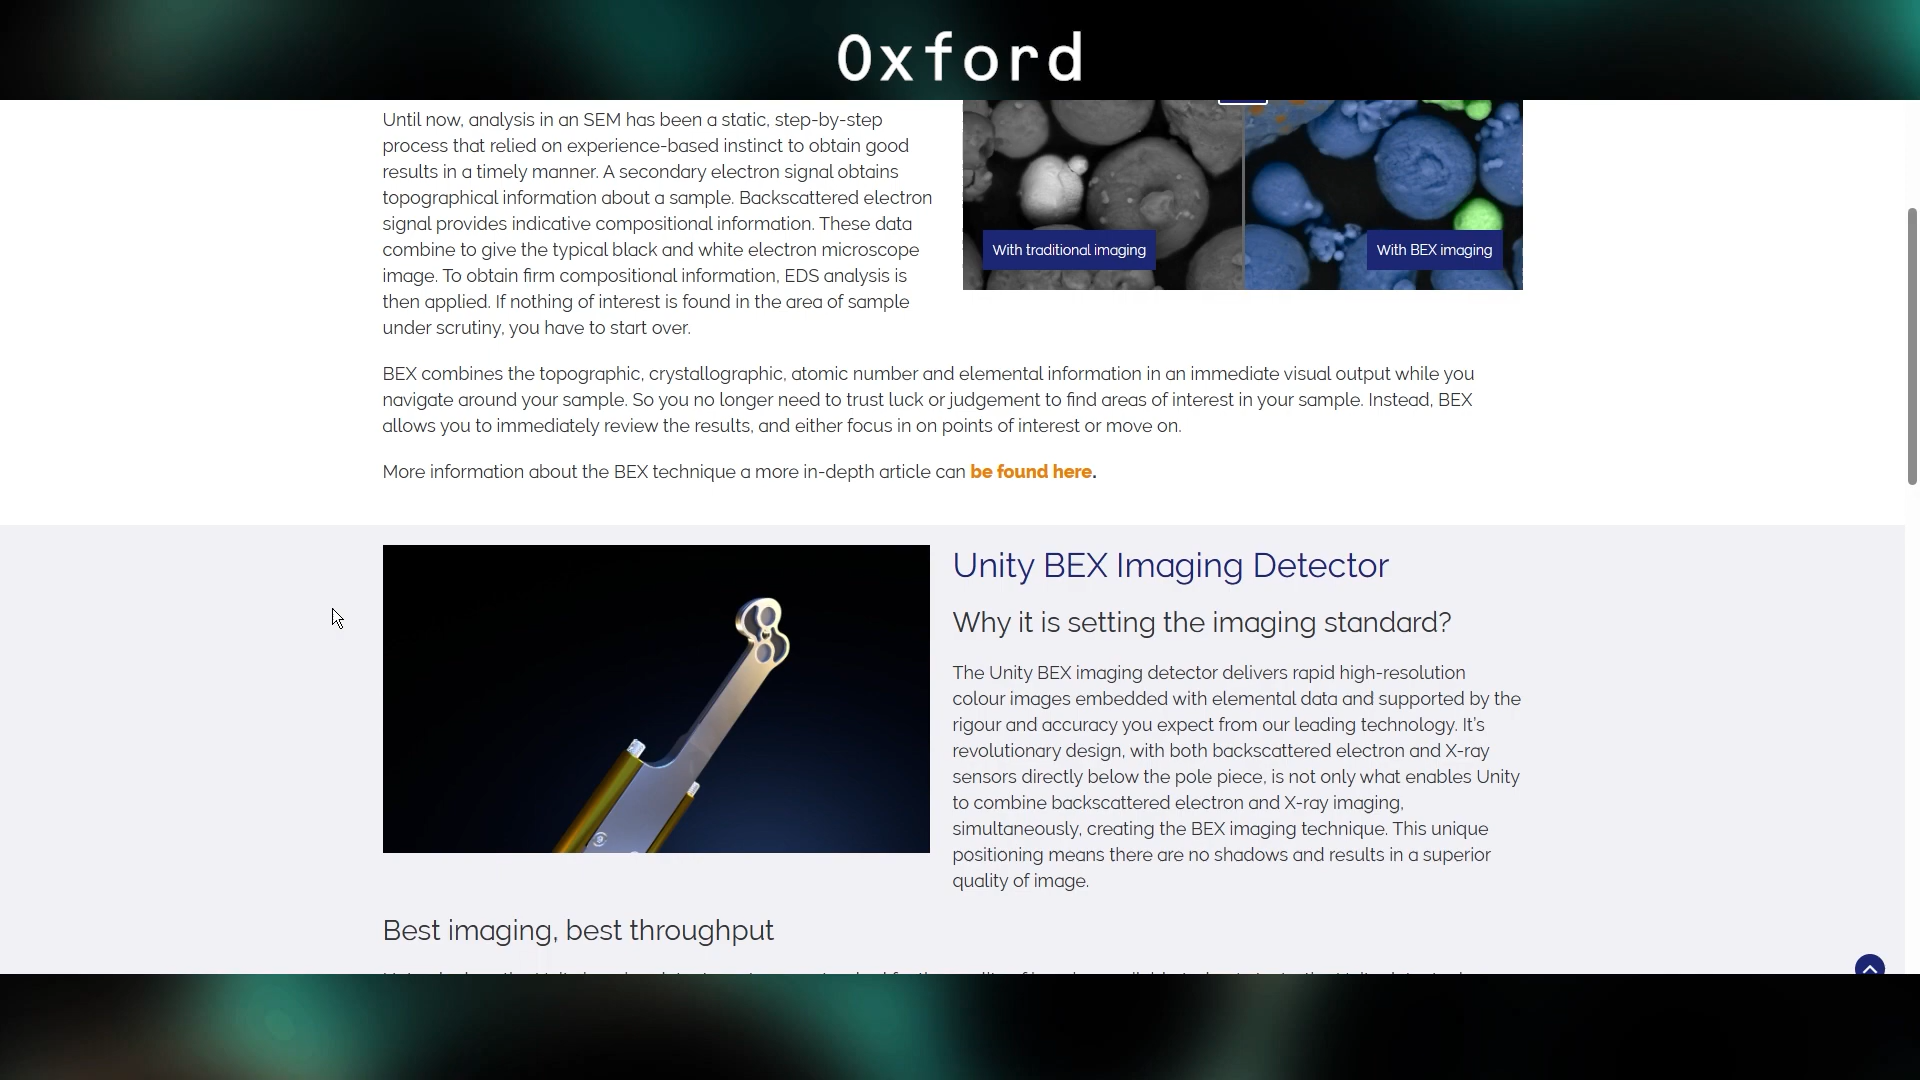 Oxford
Until now, analysis in an SEM has been a static, step-by-step
process that relied on experience-based instinct to obtain good
results in a timely manner. A secondary electron signal obtains
topographical information about a sample. Backscattered electron
signal provides indicative compositional information. These data
combine to give the typical black and white electron microscope
image. To obtain firm compositional information, EDS analysis is
then applied. If nothing of interest is found in the area of sample
under scrutiny, you have to start over.
With traditional imaging
With BEX imaging
BEX combines the topographic, crystallographic, atomic number and elemental information in an immediate visual output while you
navigate around your sample. So you no longer need to trust luck or judgement to find areas of interest in your sample. Instead, BEX
allows you to immediately review the results, and either focus in on points of interest or move on.
More information about the BEX technique a more in-depth article can be found here.
Unity BEX Imaging Detector
Why it is setting the imaging standard?
The Unity BEX imaging detector delivers rapid high-resolution
colour images embedded with elemental data and supported by the
rigour and accuracy you expect from our leading technology. It's
revolutionary design, with both backscattered electron and X-ray
sensors directly below the pole piece, is not only what enables Unity
to combine backscattered electron and X-ray imaging,
simultaneously, creating the BEX imaging technique. This unique
positioning means there are no shadows and results in a superior
quality of image.
Best imaging, best throughput